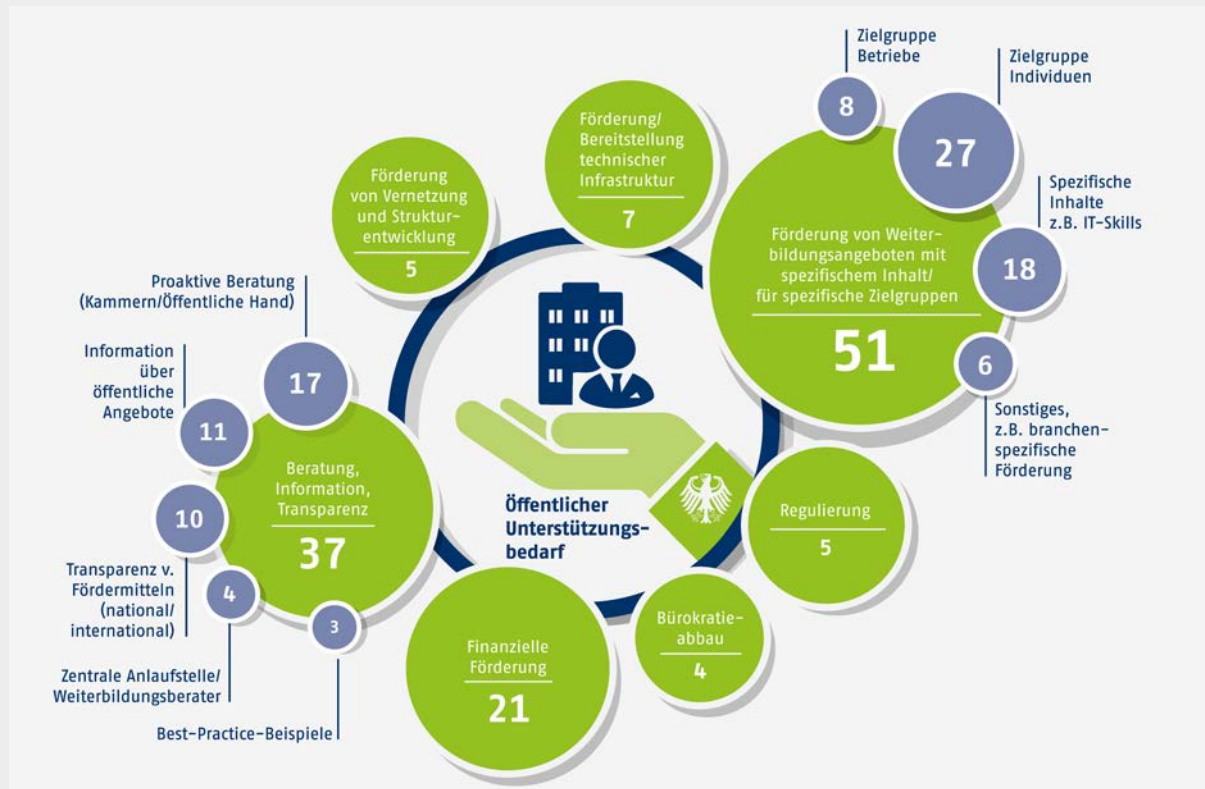 Zielgruppe
Betriebe
8
Zielgruppe
Individuen
27
Spezifische
Inhalte
z.B. IT-Skills
18
6
Sonstiges,
z.B. branchen-
spezifische
Förderung
Förderung von Weiter-
bildungsangeboten mit
spezifischem Inhalt/
für spezifische Zielgruppen
51
Förderung/
Bereitstellung
technischer
Infrastruktur
7
Förderung
von Vernetzung
und Struktur-
entwicklung
5
Proaktive Beratung
(Kammern/Öffentliche Hand)
17
Information
über
öffentliche
Angebote
11
10
Transparenz v.
Fördermitteln
(national/
international)
4
Zentrale Anlaufstelle/
Weiterbildungsberater
3
Best-Practice-Beispiele
Beratung,
Information,
Transparenz
37
Öffentlicher
Unterstützungs-
bedarf
Regulierung
5
Bürokratie-
abbau
4
Finanzielle
Förderung
21